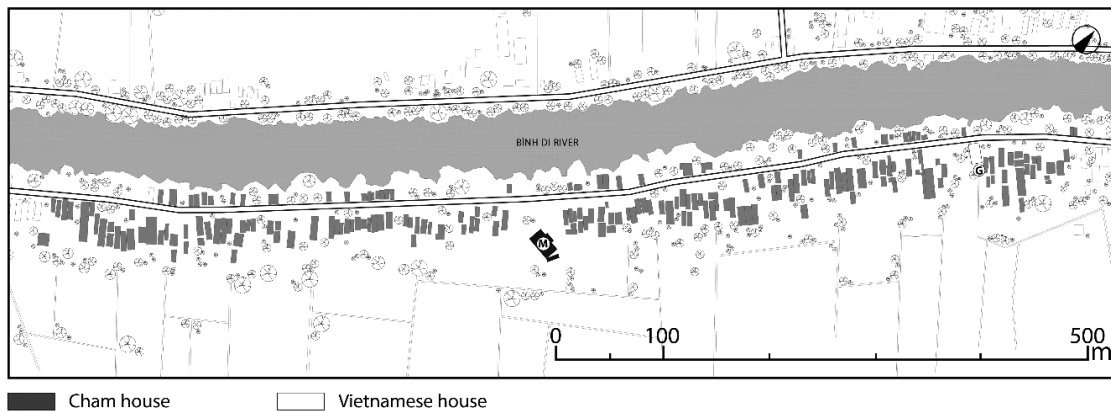 BÌNH DI RIVER
G
M
0 100 500
m
Cham house Vietnamese house